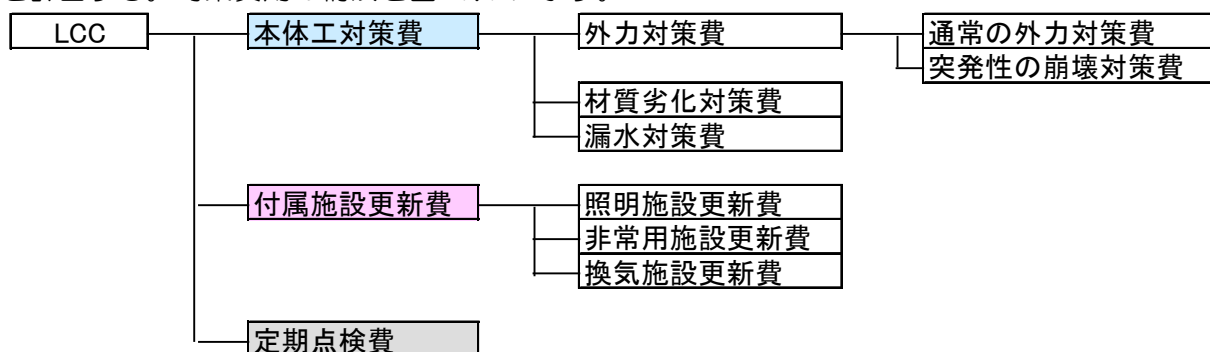 LCC
本体工対策費
外力対策費
通常の外力対策費
突発性の崩壊対策費
材質劣化対策費
漏水対策費
付属施設更新費
照明施設更新費
非常用施設更新費
換気施設更新費
定期点検費